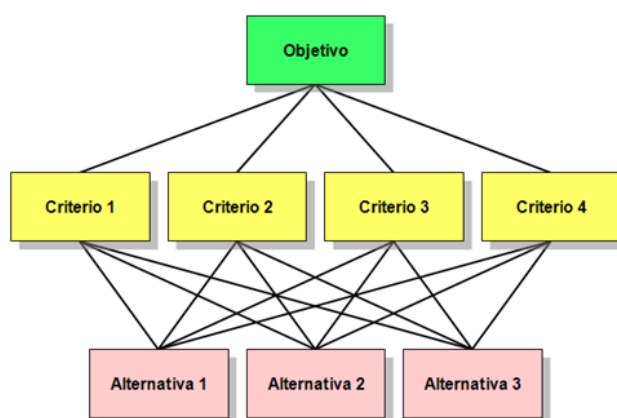 Objetivo
Criterio 1
Criterio 2
Criterio 3
Criterio 4
Alternativa 1
Alternativa 2
Alternativa 3